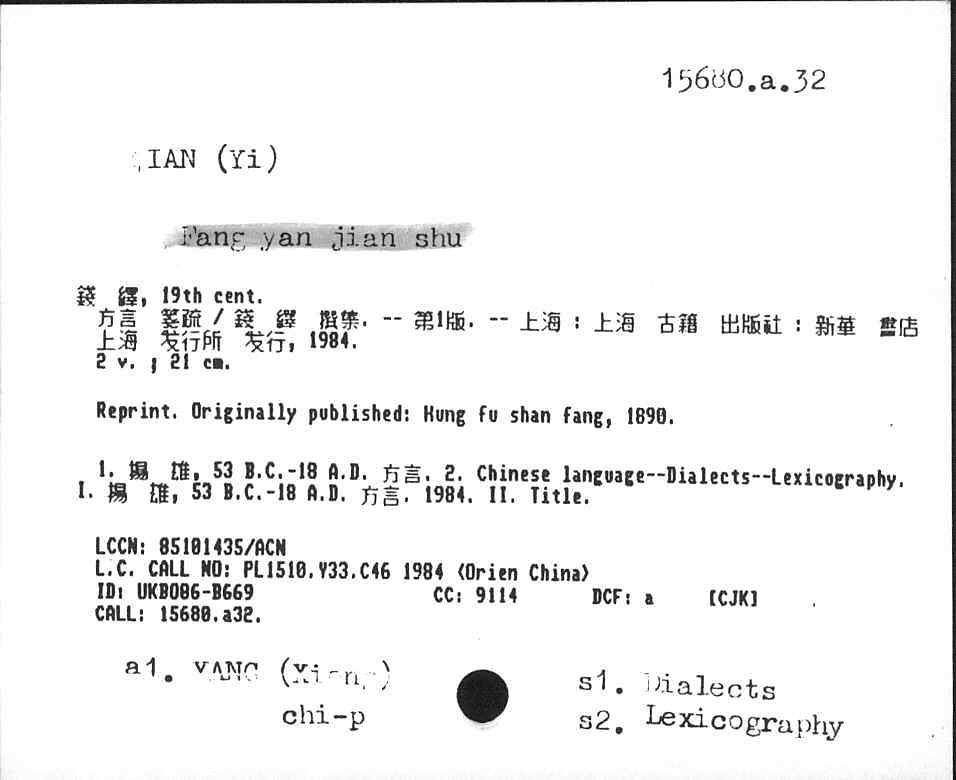 15680.a.32
QIAN (Yi)
Fang yan jian shu
錢 繹, 19th cent.
方言 箋疏 / 錢 繹 撰集. -- 第1版. -- 上海 : 上海 古籍 出版社 : 新華 書店
上海 发行所 发行, 1984.
2 v. ; 21 cm.
Reprint. Originally published: Hung fu shan fang, 1890.
1. 揚 雄, 53 B.C.-18 A.D. 方言. 2. Chinese language--Dialects--Lexicography.
I. 揚 雄, 53 B.C.-18 A.D. 方言. 1984. II. Title.
LCCN: 85101435/ACN
L.C. CALL NO: PL1510.Y33.C46 1984 <Orien China>
ID: UKBO86-B669 CC: 9114 DCF: a [CJK]
CALL: 15680.a32.
a1. YANG (Xiong)
s1. Dialects
chi-p
s2. Lexicography